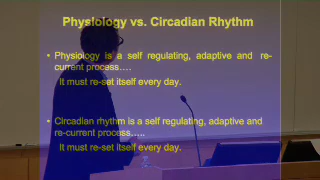 Physiology vs. Circadian Rhythm
• Physiology is a self regulating, adaptive and re-
current process....
It must re-set itself every day.
• Circadian rhythm is a self regulating, adaptive and
re-current process.....
It must re-set itself every day.